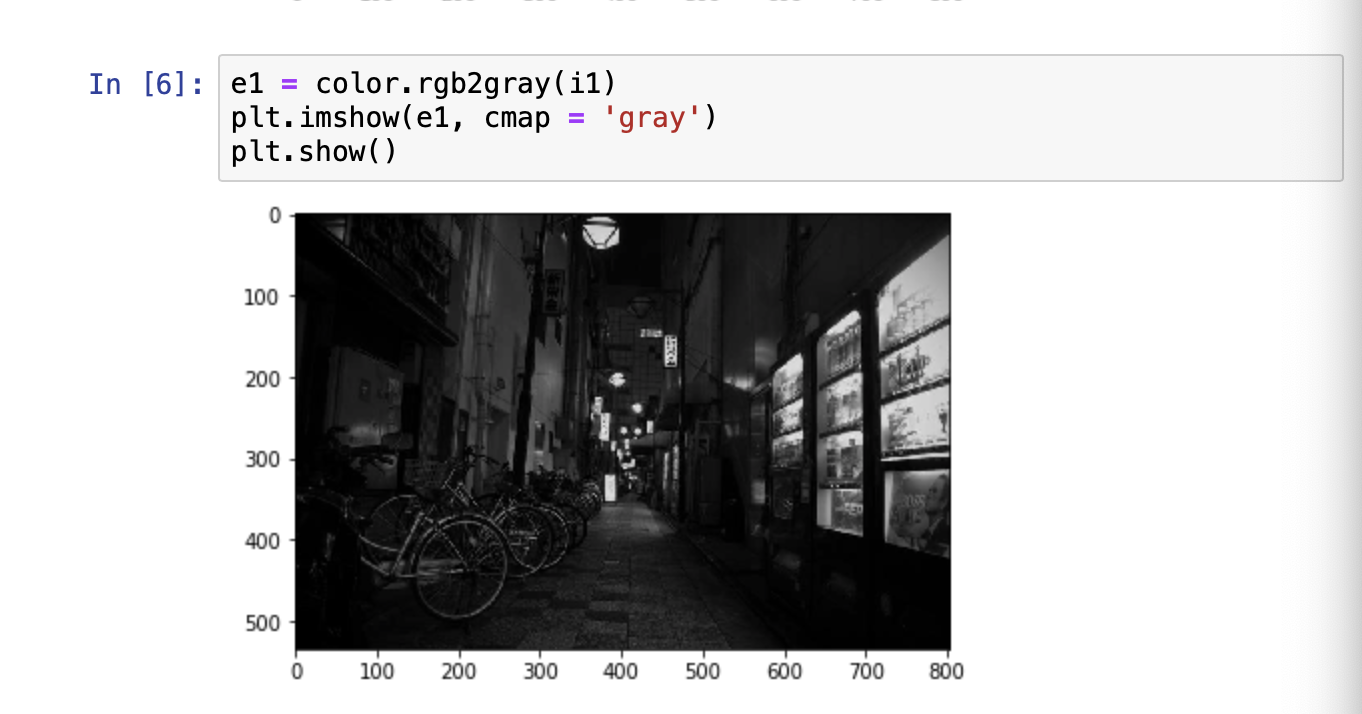 In [6]:
e1 = color.rgb2gray(i1)
plt.imshow(e1, cmap = 'gray')
plt.show()
0
100
200
300
400
500
0 100 200 300 400 500 600 700 800